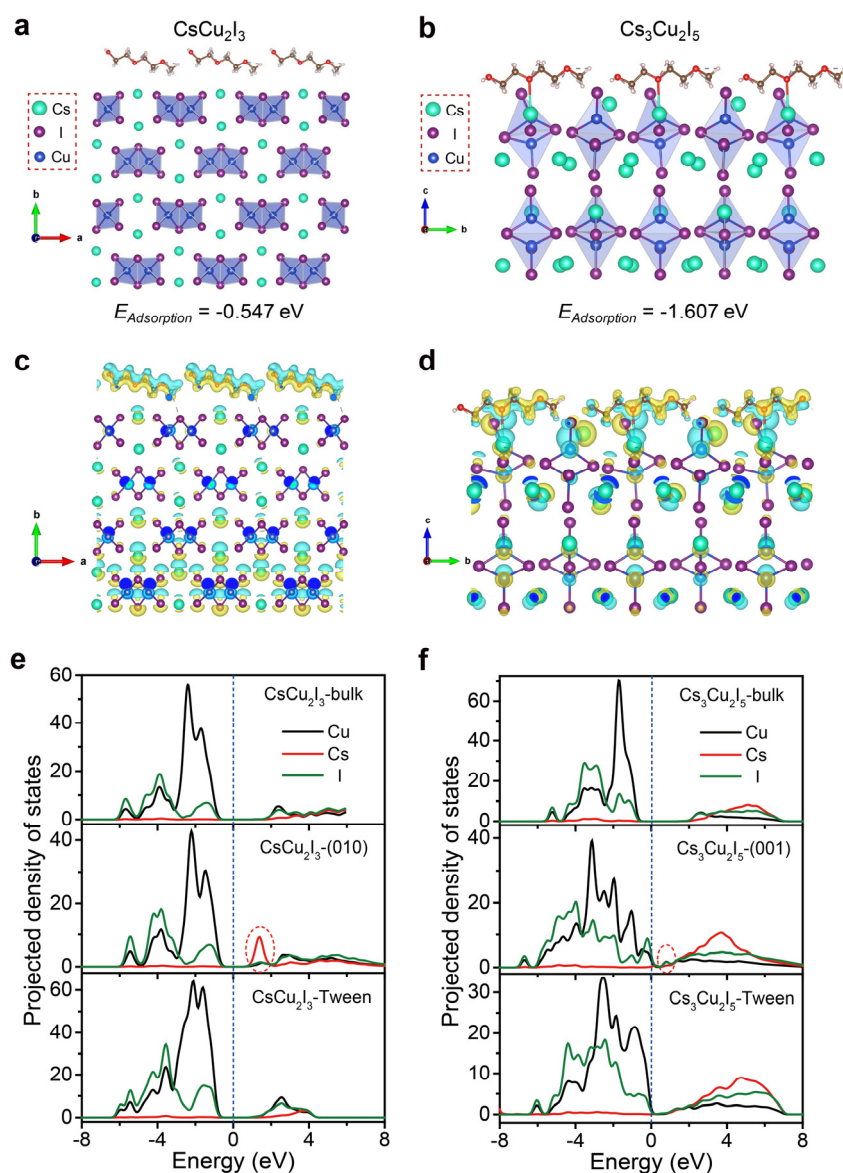 a
CsCu₂I₃
Cs
I
Cu
b
a
E_Adsorption = -0.547 eV
b
Cs₃Cu₂I₅
Cs
I
Cu
c
b
E_Adsorption = -1.607 eV
c
b
a
d
c
b
e
Projected density of states
60
40
20
0
CsCu₂I₃-bulk
Cu
Cs
I
40
20
0
CsCu₂I₃-(010)
60
40
20
0
CsCu₂I₃-Tween
-8
-4
0
4
8
Energy (eV)
f
Projected density of states
60
40
20
0
Cs₃Cu₂I₅-bulk
Cu
Cs
I
40
20
0
Cs₃Cu₂I₅-(001)
30
20
10
0
Cs₃Cu₂I₅-Tween
-8
-4
0
4
8
Energy (eV)